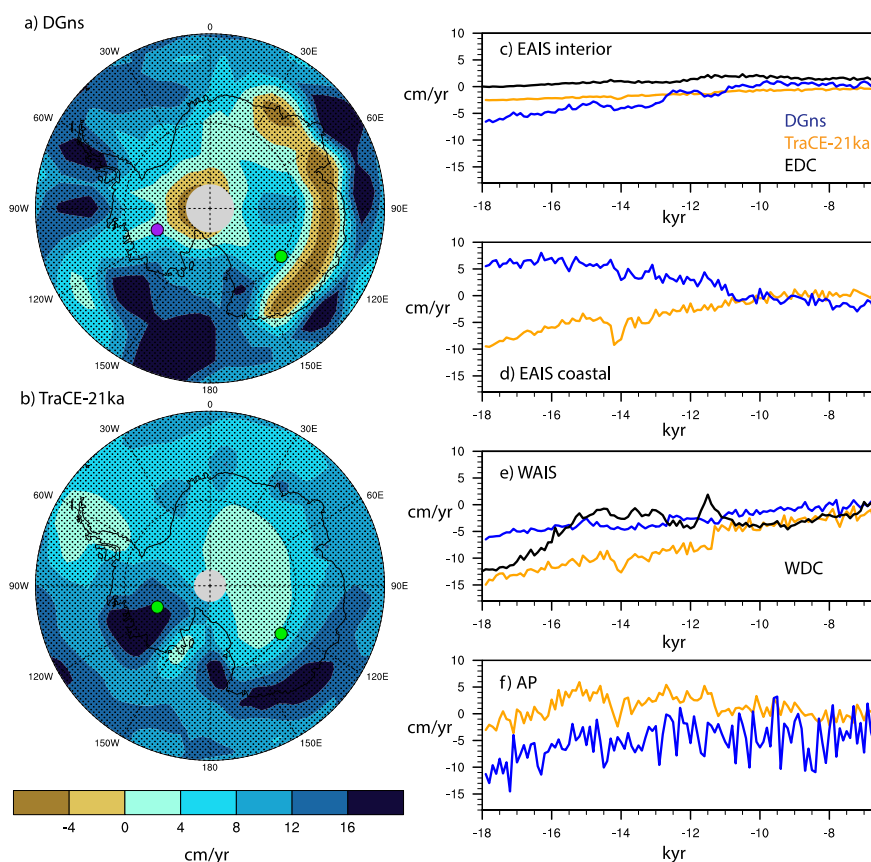 a) DGns
0
30E
60E
90E
120E
150E
180
150W
120W
90W
60W
b) TraCE-21ka
0
30E
60E
90E
120E
150E
180
150W
120W
90W
60W
-4 0 4 8 12 16
cm/yr
c) EAIS interior
10
5
0
-5
-10
-15
cm/yr
DGns
TraCE-21ka
EDC
-18 -16 -14 -12 -10 -8
kyr
10
5
0
-5
-10
-15
cm/yr
d) EAIS coastal
-18 -16 -14 -12 -10 -8
kyr
e) WAIS
10
5
0
-5
-10
-15
cm/yr
WDC
-18 -16 -14 -12 -10 -8
kyr
f) AP
10
5
0
-5
-10
-15
cm/yr
-18 -16 -14 -12 -10 -8
kyr